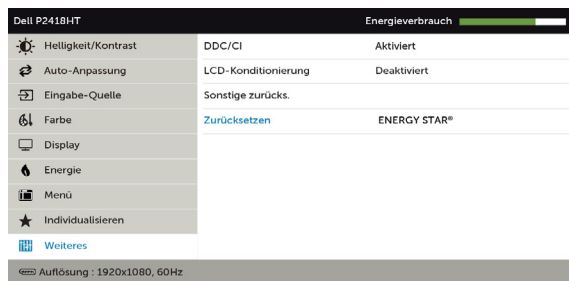 Dell P2418HT Energieverbrauch
Helligkeit/Kontrast DDC/CI Aktiviert
Auto-Anpassung LCD-Konditionierung Deaktiviert
Eingabe-Quelle Sonstige zurücks.
Farbe Zurücksetzen ENERGY STAR®
Display
Energie
Menü
Individualisieren
Weiteres
Auflösung : 1920x1080, 60Hz